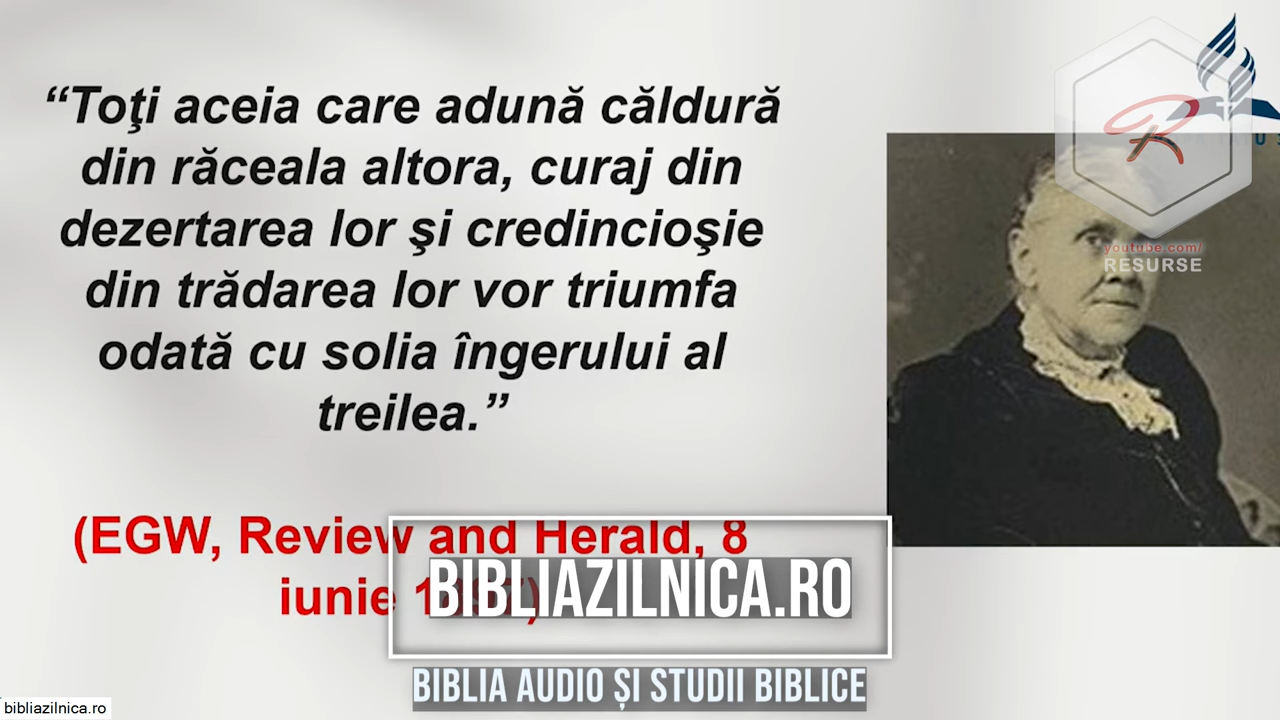 “Toţi aceia care adună căldură
din răceala altora, curaj din
dezertarea lor şi credincioşie
din trădarea lor vor triumfa
odată cu solia îngerului al
treilea.”
(EGW, Review and Herald, 8
iunie
BIBLIAZILNICA.RO
BIBLIA AUDIO ȘI STUDII BIBLICE
bibliazilnica.ro
R
youtube.com/
RESURSE